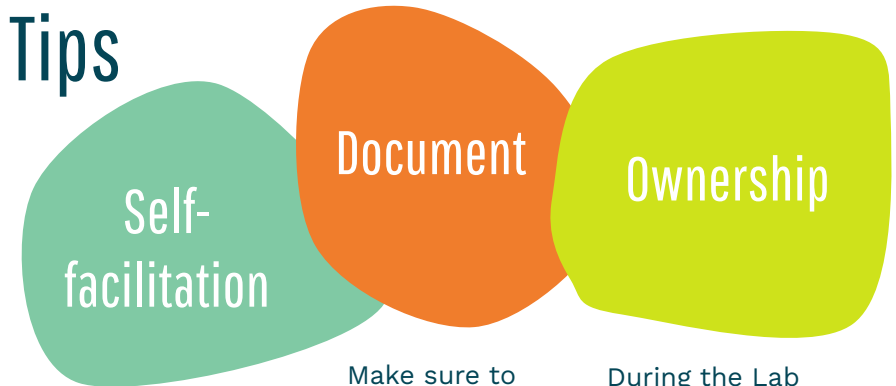 Tips
Self-
facilitation
Document
Ownership
Make sure to
During the Lab